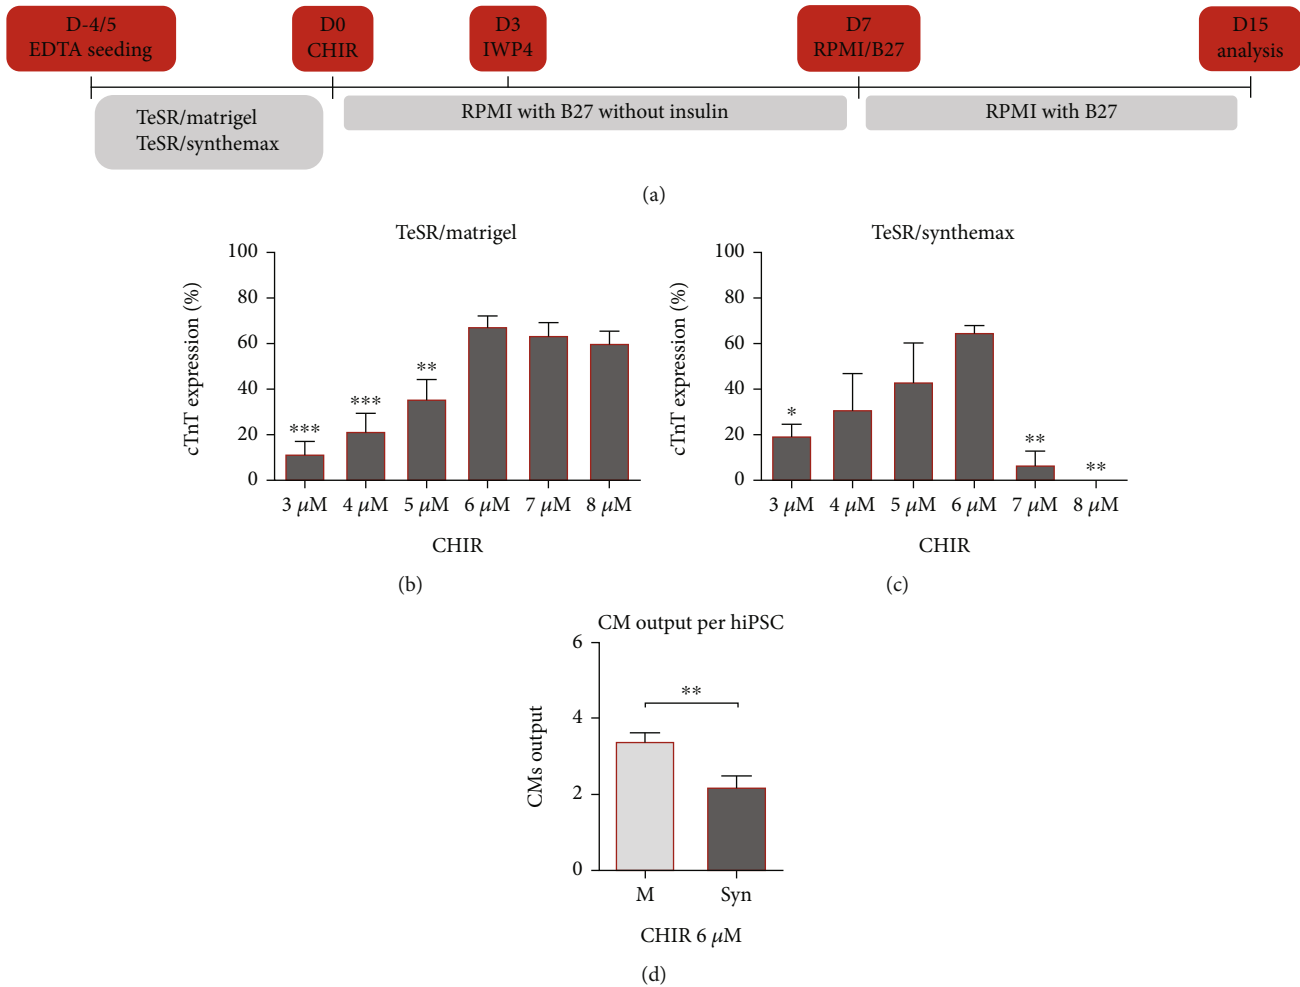 D-4/5
EDTA seeding
D0
CHIR
D3
IWP4
D7
RPMI/B27
D15
analysis
TeSR/matrigel
TeSR/synthemax
RPMI with B27 without insulin
RPMI with B27
(a)
TeSR/matrigel
cTnT expression (%)
100
80
60
40
20
0
***
***
**
3 μM 4 μM 5 μM 6 μM 7 μM 8 μM
CHIR
(b)
TeSR/synthemax
cTnT expression (%)
100
80
60
40
20
0
*
**
**
3 μM 4 μM 5 μM 6 μM 7 μM 8 μM
CHIR
(c)
CM output per hiPSC
CMs output
6
4
2
0
**
M Syn
CHIR 6 μM
(d)